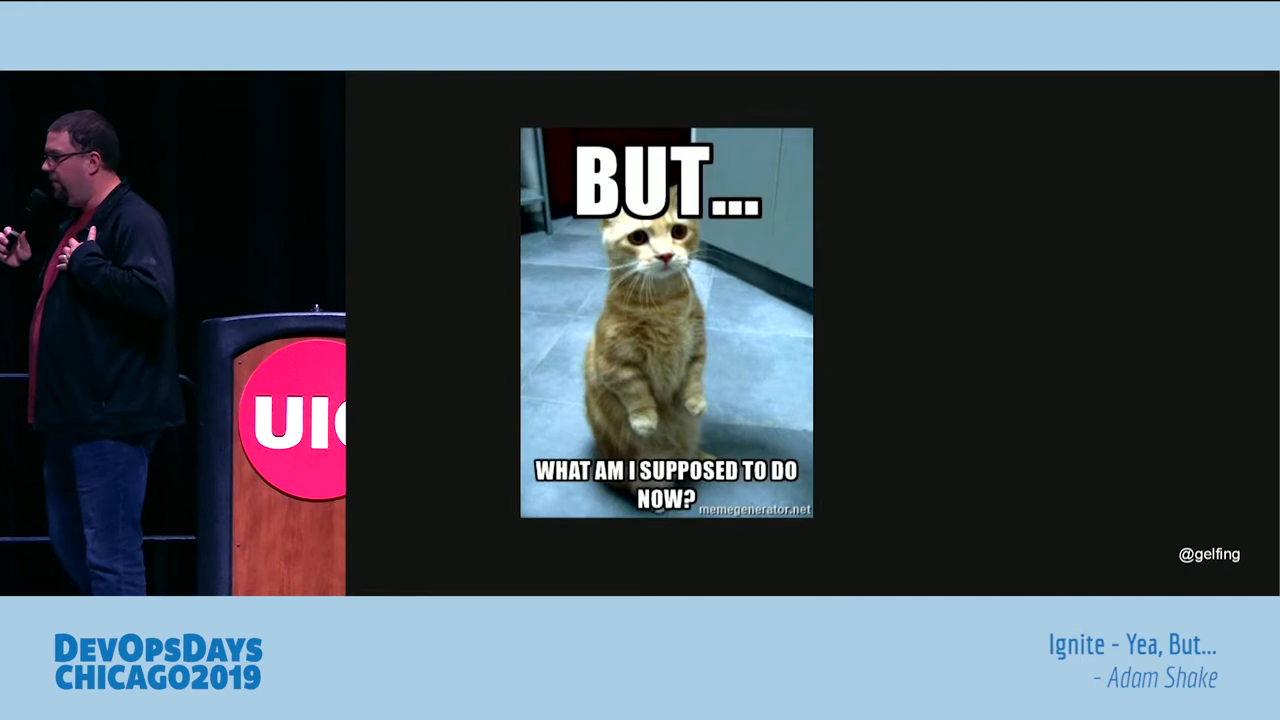 BUT...
WHAT AM I SUPPOSED TO DO
NOW?
memegenerator.net
@gelfing
UIC
DEVOPSDAYS
CHICAGO2019
Ignite - Yea, But...
- Adam Shake